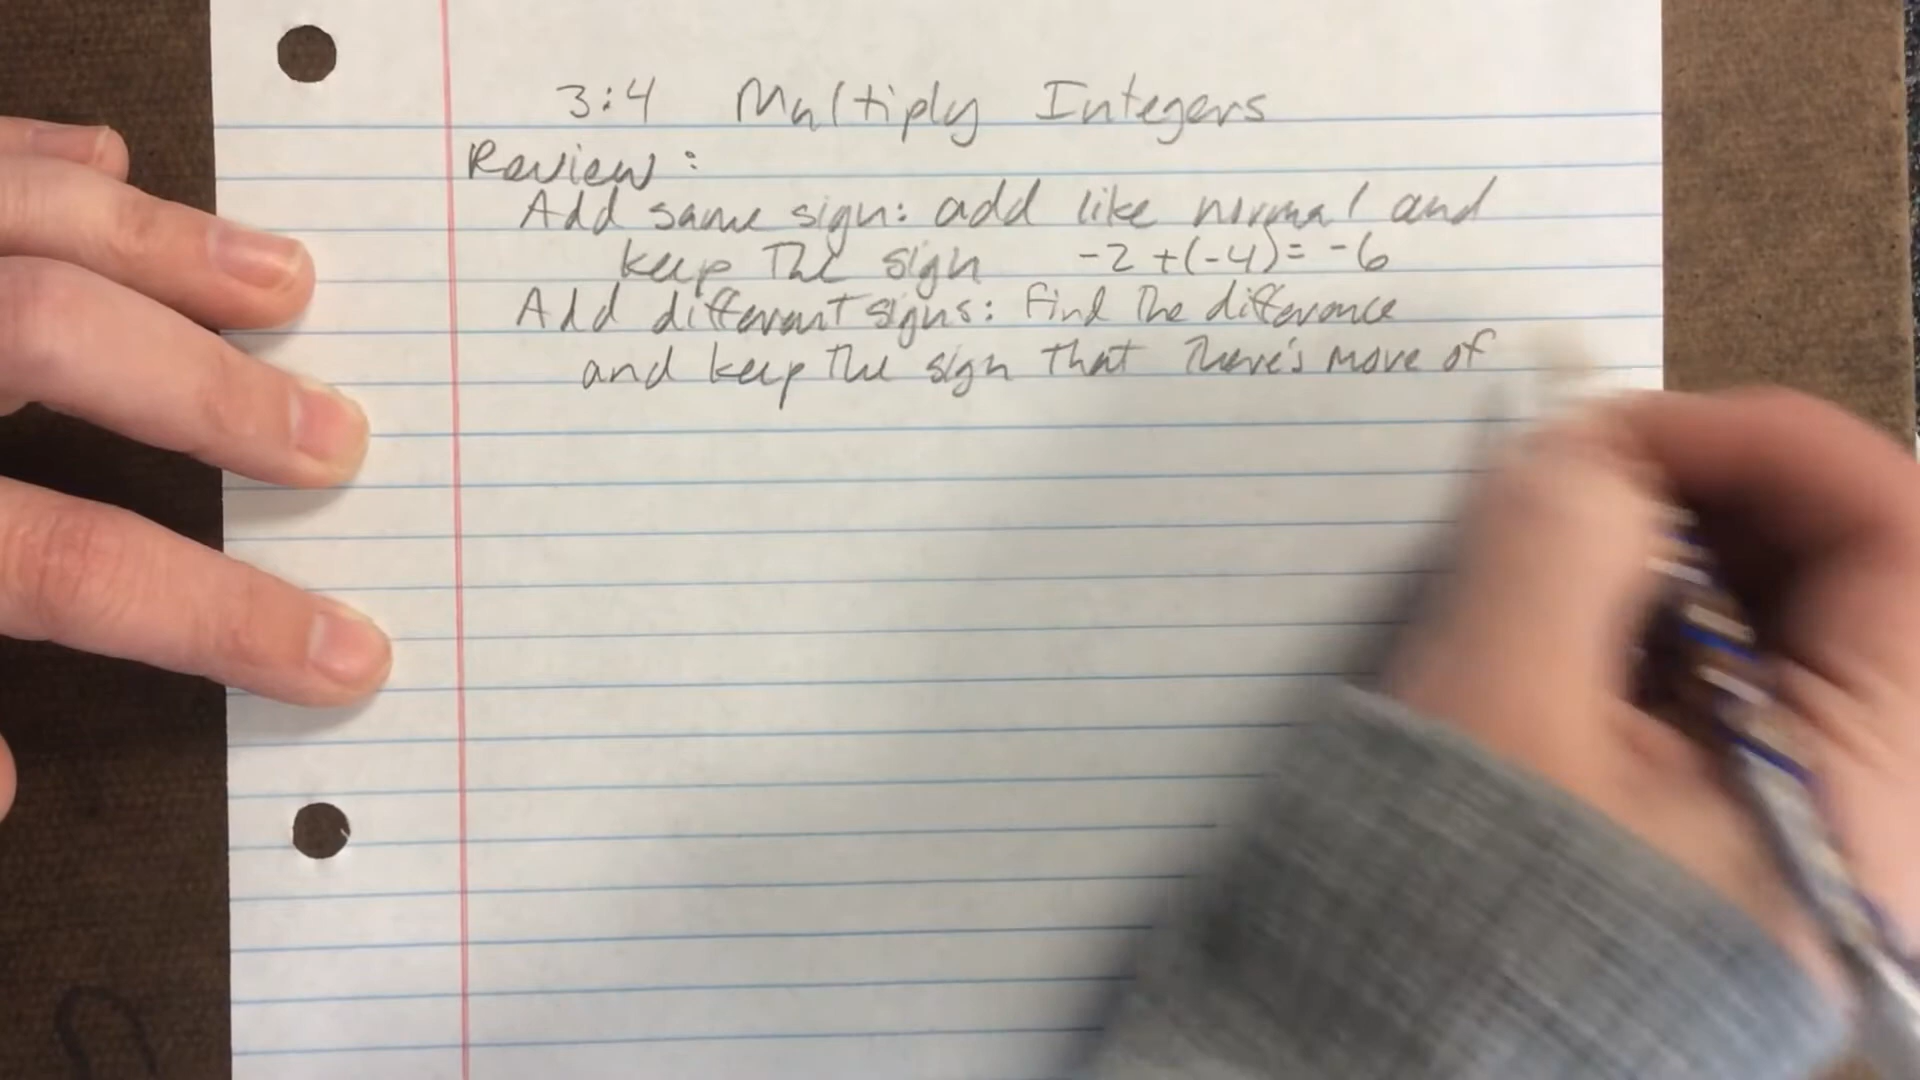 3:4 Multiply Integers
Review:
Add same sign: add like normal and
keep the sign -2+(-4)= -6
Add different signs: find the difference
and keep the sign that there's more of